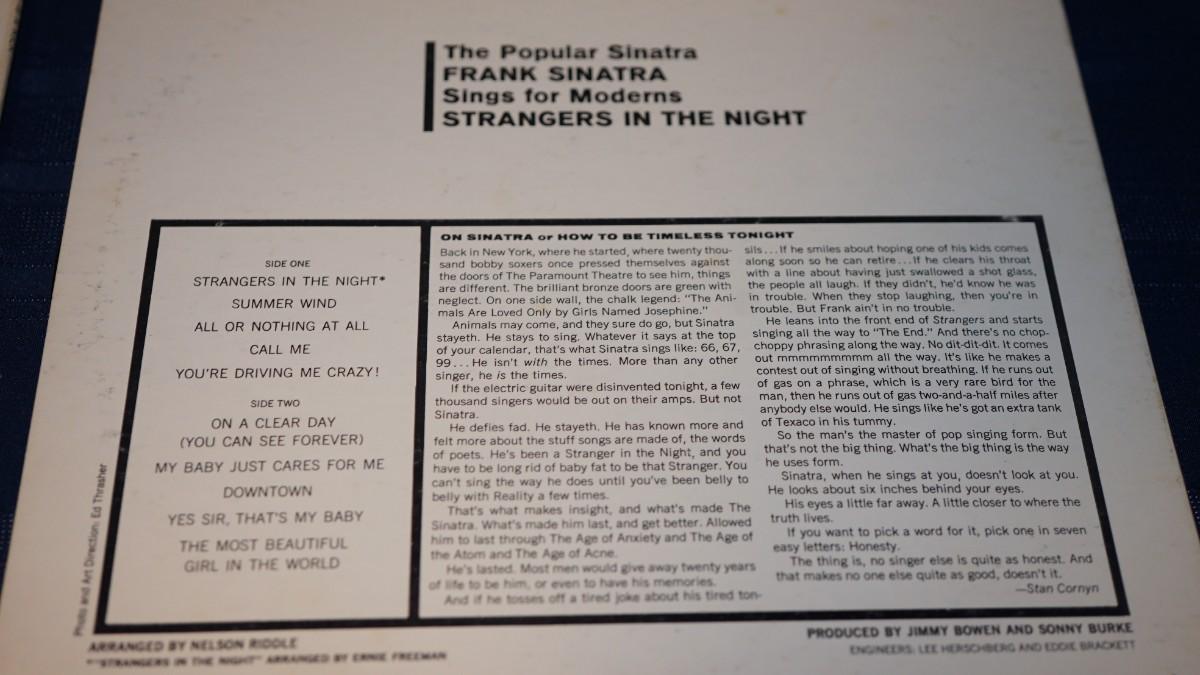 The Popular Sinatra
FRANK SINATRA
Sings for Moderns
STRANGERS IN THE NIGHT
SIDE ONE
STRANGERS IN THE NIGHT*
SUMMER WIND
ALL OR NOTHING AT ALL
CALL ME
YOU'RE DRIVING ME CRAZY!
SIDE TWO
ON A CLEAR DAY
(YOU CAN SEE FOREVER)
MY BABY JUST CARES FOR ME
DOWNTOWN
YES SIR, THAT'S MY BABY
THE MOST BEAUTIFUL
GIRL IN THE WORLD
ON SINATRA or HOW TO BE TIMELESS TONIGHT
Back in New York, where he started, where twenty thou-
sand bobby soxers once pressed themselves against
the doors of The Paramount Theatre to see him, things
are different. The brilliant bronze doors are green with
neglect. On one side wall, the chalk legend: "The Ani-
mals Are Loved Only by Girls Named Josephine."
Animals may come, and they sure do go, but Sinatra
stayeth. He stays to sing. Whatever it says at the top
of your calendar, that's what Sinatra sings like: 66, 67,
99... He isn't with the times. More than any other
singer, he is the times.
If the electric guitar were disinvented tonight, a few
thousand singers would be out on their amps. But not
Sinatra.
He defies fad. He stayeth. He has known more and
felt more about the stuff songs are made of, the words
of poets. He's been a Stranger in the Night, and you
have to be long rid of baby fat to be that Stranger. You
can't sing the way he does until you've been belly to
belly with Reality a few times.
That's what makes insight, and what's made The
Sinatra. What's made him last, and get better. Allowed
him to last through The Age of Anxiety and The Age of
the Atom and The Age of Acne.
He's lasted. Most men would give away twenty years
of life to be him, or even to have his memories.
And if he tosses off a tired joke about his tired ton-
sils...If he smiles about hoping one of his kids comes
along soon so he can retire...If he clears his throat
with a line about having just swallowed a shot glass,
the people all laugh. If they didn't, he'd know he was
in trouble. When they stop laughing, then you're in
trouble. But Frank ain't in no trouble.
He leans into the front end of Strangers and starts
singing all the way to "The End." And there's no chop-
choppy phrasing along the way. No dit-dit-dit. It comes
out mmmmmmmmm all the way. It's like he makes a
contest out of singing without breathing. If he runs out
of gas on a phrase, which is a very rare bird for the
man, then he runs out of gas two-and-a-half miles after
anybody else would. He sings like he's got an extra tank
of Texaco in his tummy.
So the man's the master of pop singing form. But
that's not the big thing. What's the big thing is the way
he uses form.
Sinatra, when he sings at you, doesn't look at you.
He looks about six inches behind your eyes.
His eyes a little far away. A little closer to where the
truth lives.
If you want to pick a word for it, pick one in seven
easy letters: Honesty.
The thing is, no singer else is quite as honest. And
that makes no one else quite as good, doesn't it.
—Stan Cornyn
Photo and Art Direction: Ed Thrasher
ARRANGED BY NELSON RIDDLE
*"STRANGERS IN THE NIGHT" ARRANGED BY ERNIE FREEMAN
PRODUCED BY JIMMY BOWEN AND SONNY BURKE
ENGINEERS: LEE HERSCHBERG AND EDDIE BRACKETT